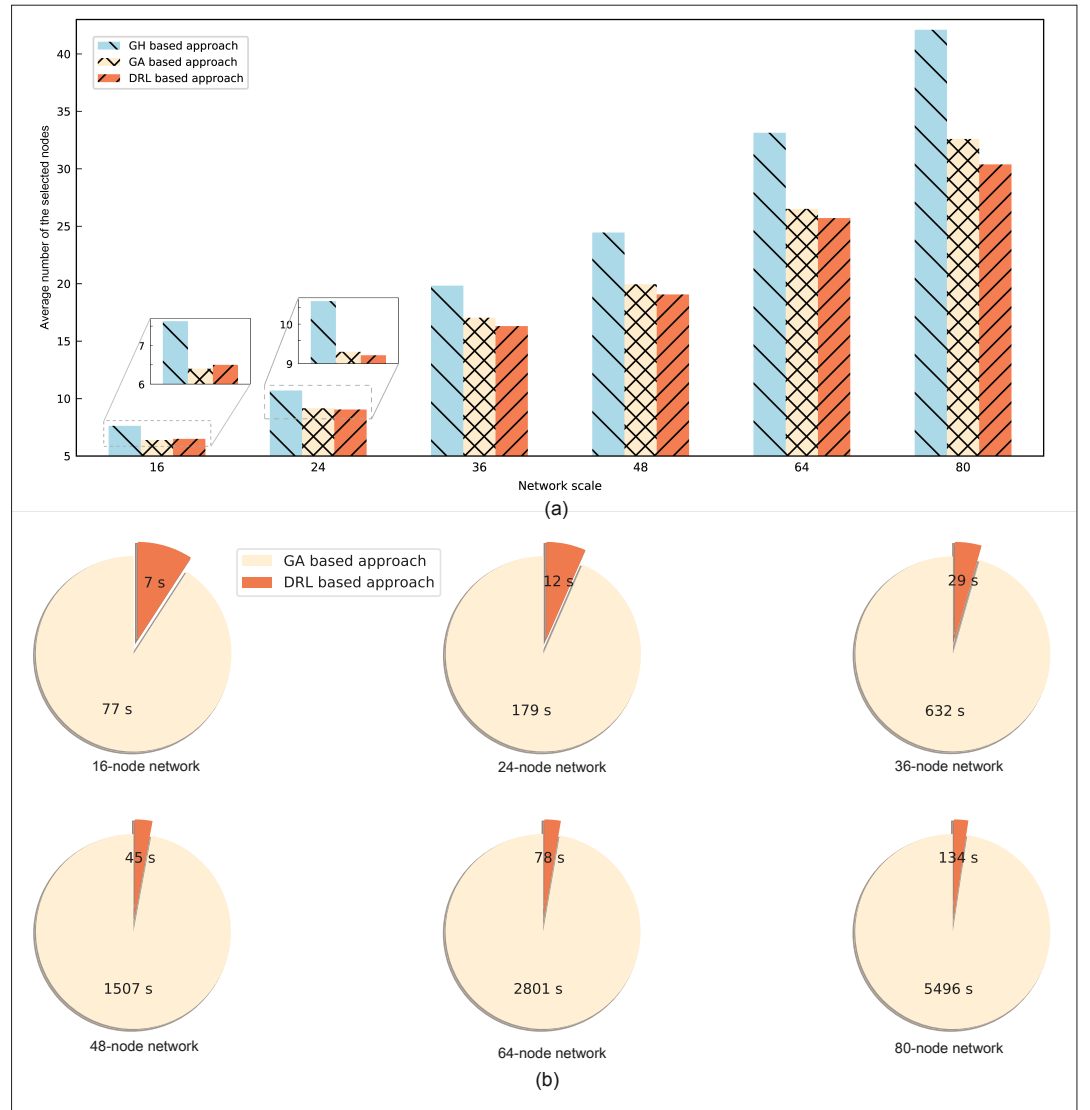 GH based approach
GA based approach
DRL based approach
Average number of the selected nodes
40
35
30
25
20
15
10
5
7
6
10
9
16 24 36 48 64 80
Network scale
(a)
GA based approach
DRL based approach
7 s 12 s 29 s
77 s 179 s 632 s
16-node network 24-node network 36-node network
45 s 78 s 134 s
1507 s 2801 s 5496 s
48-node network 64-node network 80-node network
(b)